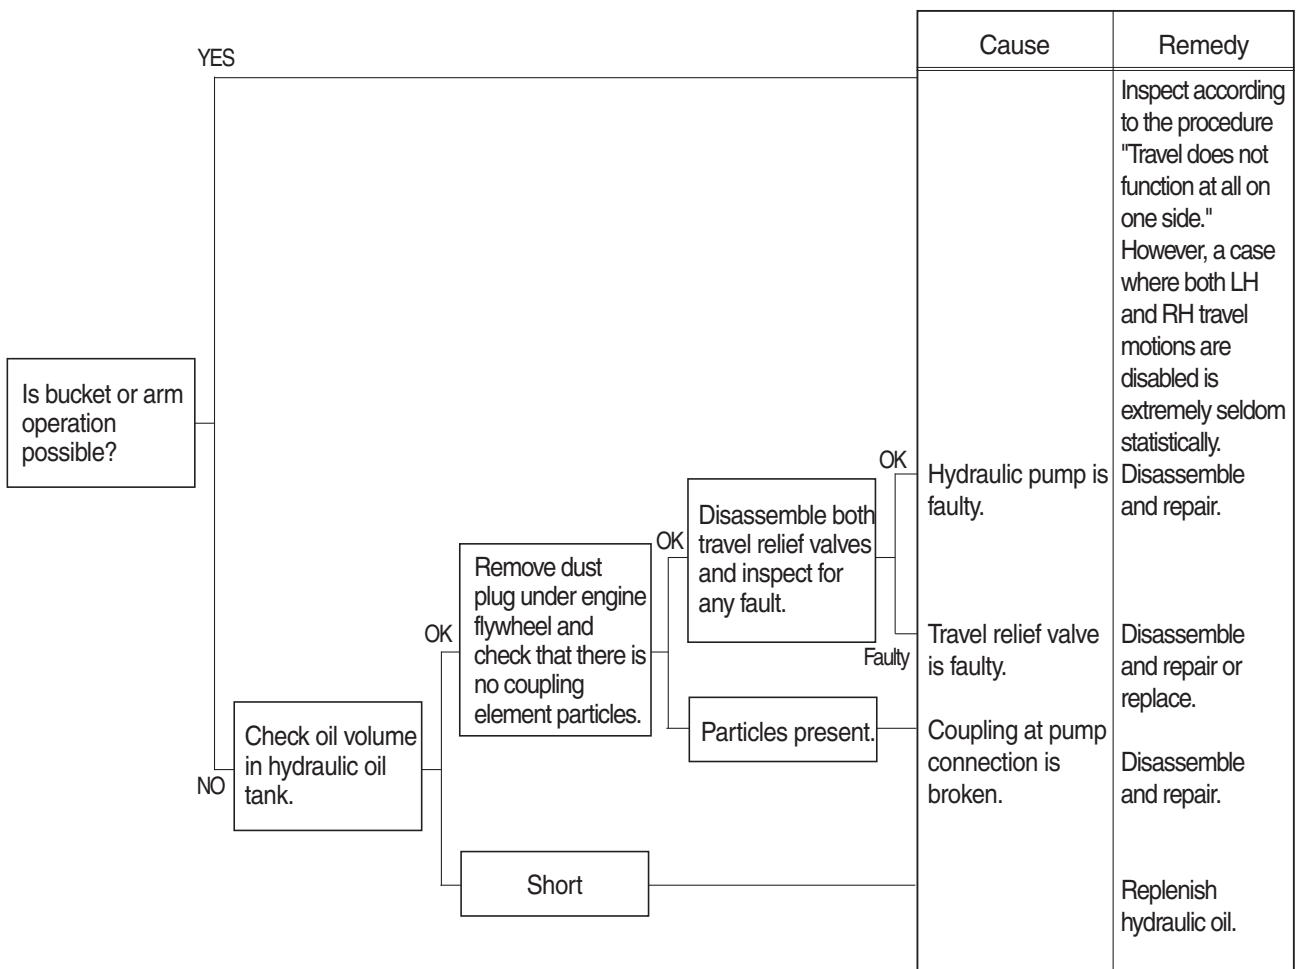 Cause
Remedy
YES
Inspect according
to the procedure
"Travel does not
function at all on
one side."
However, a case
where both LH
and RH travel
motions are
disabled is
extremely seldom
statistically.
Is bucket or arm
operation
possible?
NO
Check oil volume
in hydraulic oil
tank.
OK
Remove dust
plug under engine
flywheel and
check that there is
no coupling
element particles.
OK
Disassemble both
travel relief valves
and inspect for
any fault.
OK
Hydraulic pump is
faulty.
Disassemble
and repair.
Faulty
Travel relief valve
is faulty.
Disassemble
and repair or
replace.
Particles present.
Coupling at pump
connection is
broken.
Disassemble
and repair.
Short
Replenish
hydraulic oil.